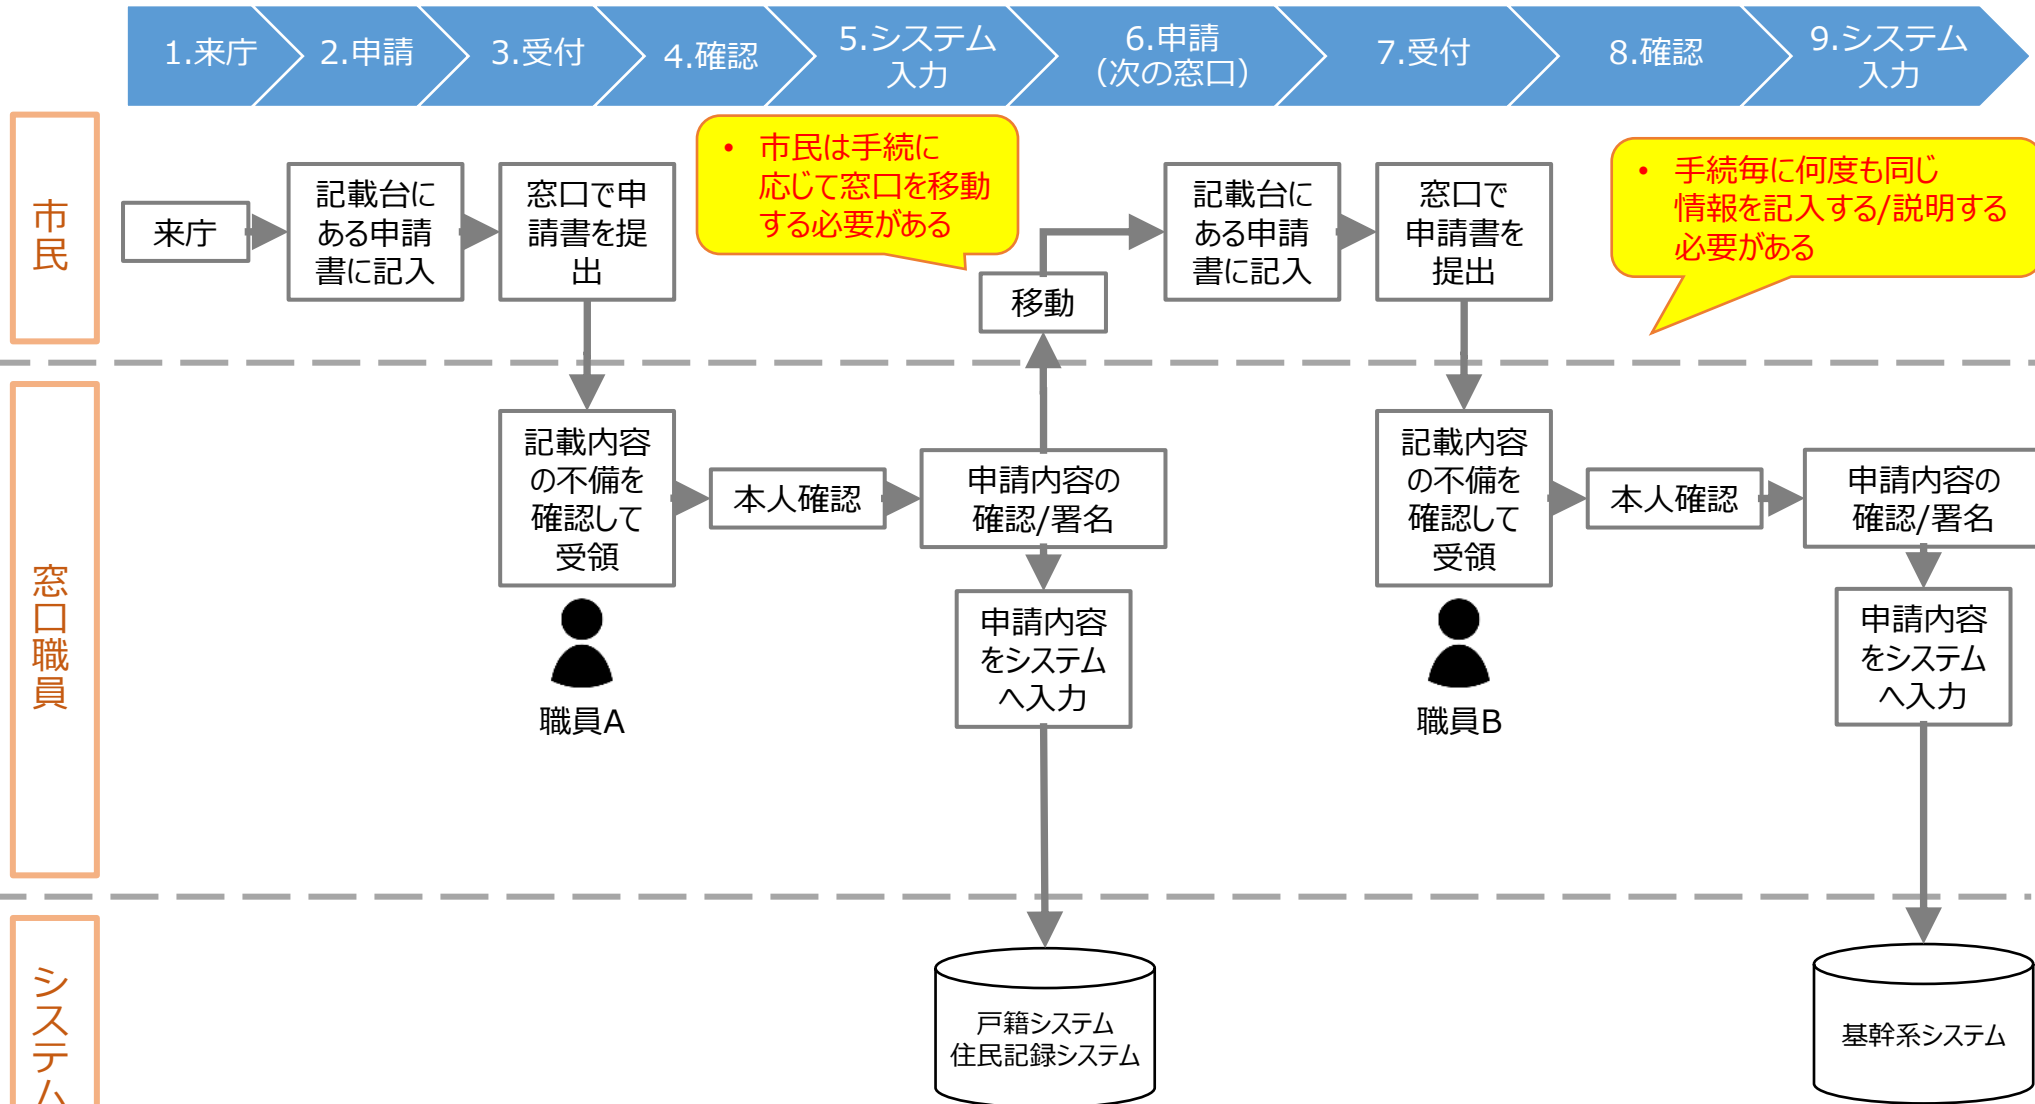 1.来庁
2.申請
3.受付
4.確認
5.システム
入力
6.申請
（次の窓口）
7.受付
8.確認
9.システム
入力
市民
来庁
記載台に
ある申請
書に記入
窓口で申
請書を提
出
• 市民は手続に
応じて窓口を移動
する必要がある
移動
記載台に
ある申請
書に記入
窓口で
申請書を
提出
• 手続毎に何度も同じ
情報を記入する/説明する
必要がある
窓口職員
記載内容
の不備を
確認して
受領
職員A
本人確認
申請内容の
確認/署名
申請内容
をシステム
へ入力
記載内容
の不備を
確認して
受領
職員B
本人確認
申請内容の
確認/署名
申請内容
をシステム
へ入力
システム
戸籍システム
住民記録システム
基幹系システム